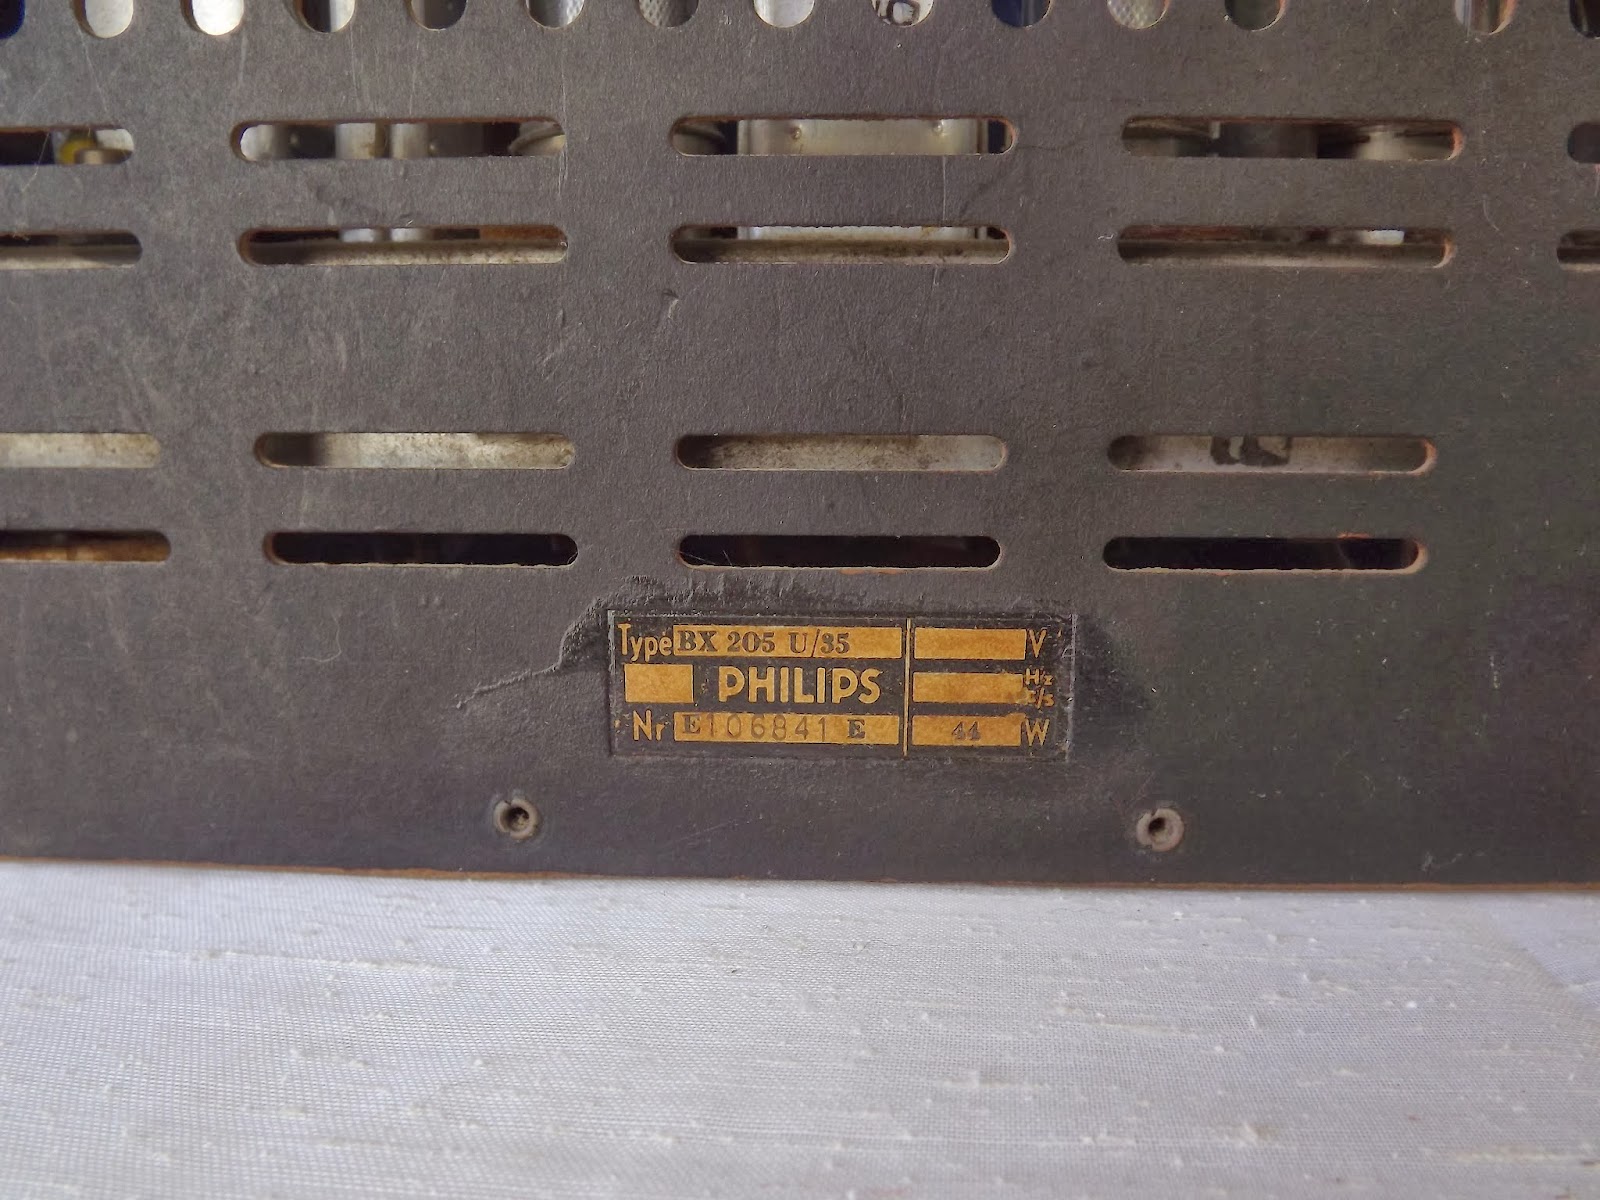 Type BX 205 U/35 V
PHILIPS Hz
Nr E106841 E 44 W